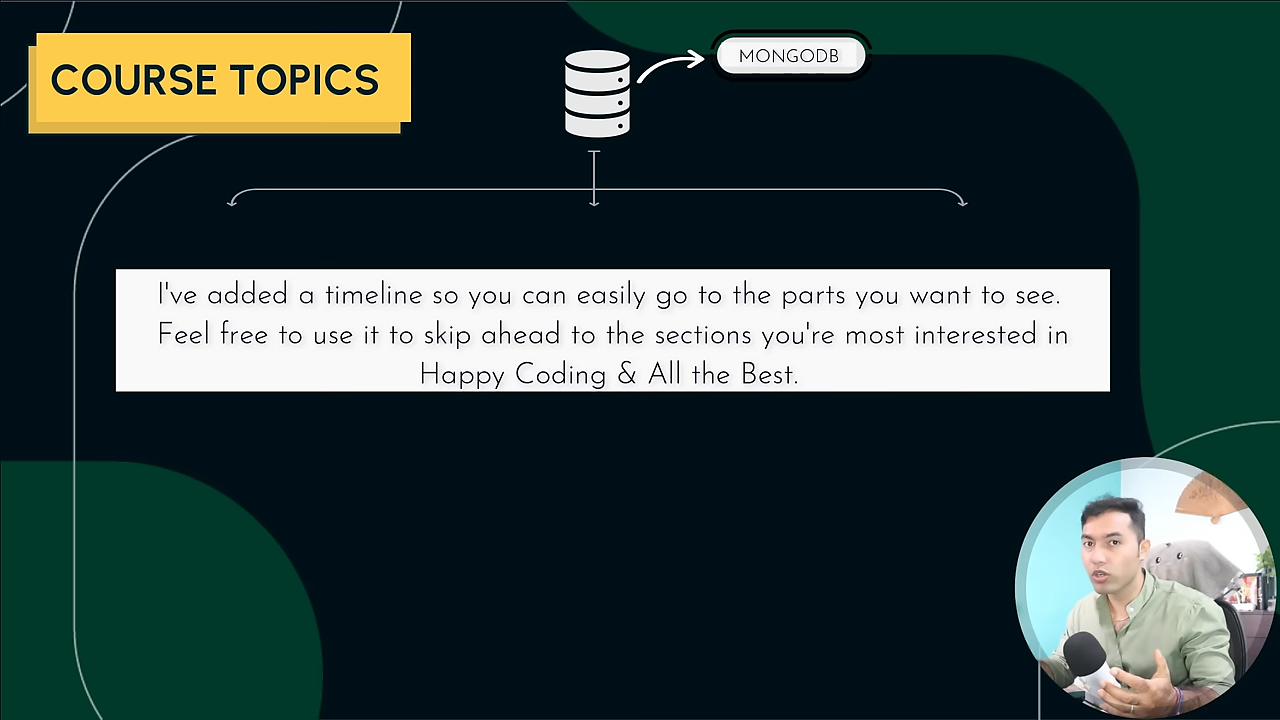 COURSE TOPICS
MONGODB
I've added a timeline so you can easily go to the parts you want to see.
Feel free to use it to skip ahead to the sections you're most interested in
Happy Coding & All the Best.